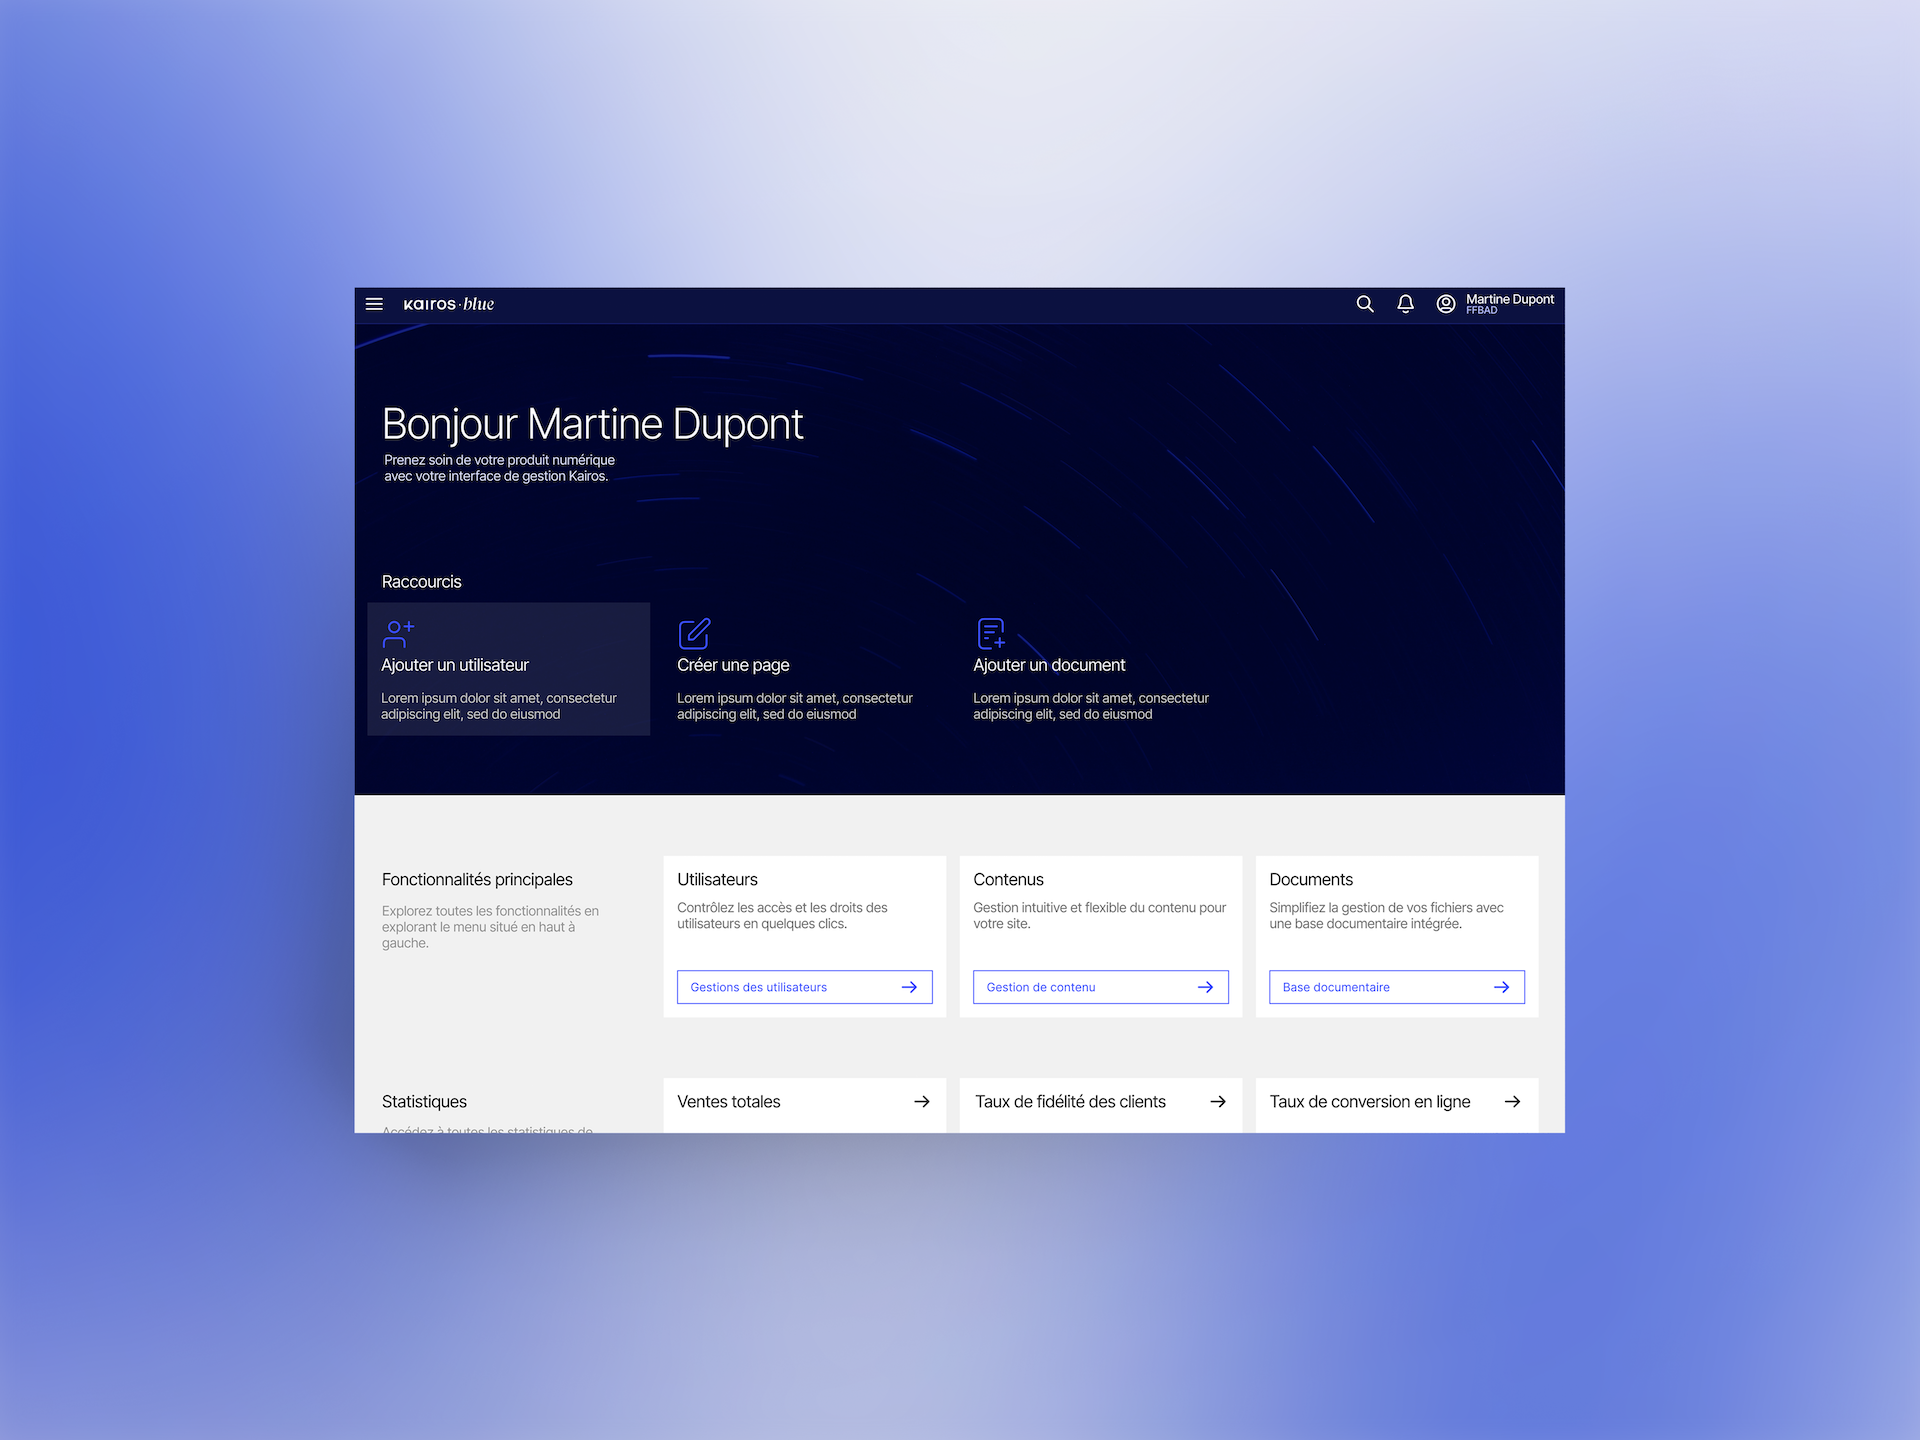 kairos·blue
Martine Dupont
FFBAD
Bonjour Martine Dupont
Prenez soin de votre produit numérique
avec votre interface de gestion Kairos.
Raccourcis
Ajouter un utilisateur
Lorem ipsum dolor sit amet, consectetur
adipiscing elit, sed do eiusmod
Créer une page
Lorem ipsum dolor sit amet, consectetur
adipiscing elit, sed do eiusmod
Ajouter un document
Lorem ipsum dolor sit amet, consectetur
adipiscing elit, sed do eiusmod
Fonctionnalités principales
Explorez toutes les fonctionnalités en
explorant le menu situé en haut à
gauche.
Utilisateurs
Contrôlez les accès et les droits des
utilisateurs en quelques clics.
Gestions des utilisateurs
Contenus
Gestion intuitive et flexible du contenu pour
votre site.
Gestion de contenu
Documents
Simplifiez la gestion de vos fichiers avec
une base documentaire intégrée.
Base documentaire
Statistiques
Accédez à toutes les statistiques de
Ventes totales
Taux de fidélité des clients
Taux de conversion en ligne